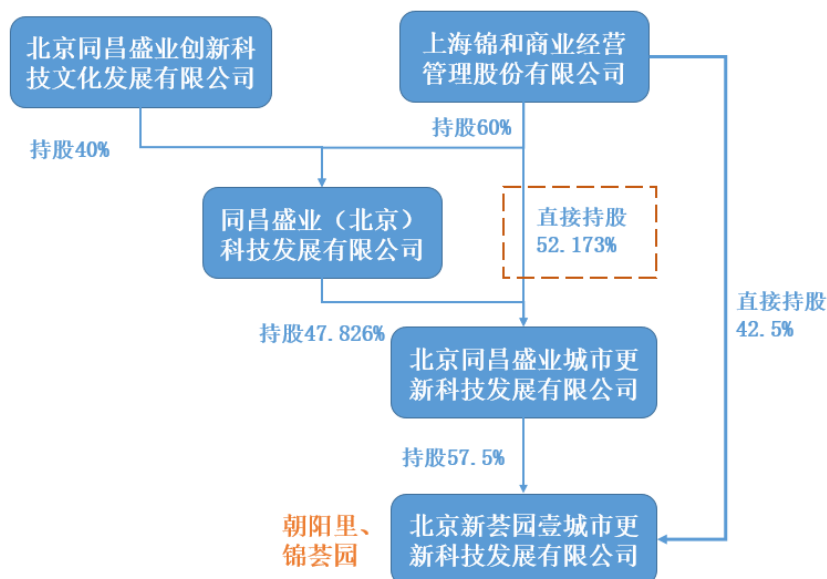 北京同昌盛业创新科
技文化发展有限公司
上海锦和商业经营
管理股份有限公司
持股60%
持股40%
同昌盛业（北京）
科技发展有限公司
直接持股
52.173%
直接持股
42.5%
持股47.826%
北京同昌盛业城市更
新科技发展有限公司
持股57.5%
朝阳里、
锦荟园
北京新荟园壹城市更
新科技发展有限公司